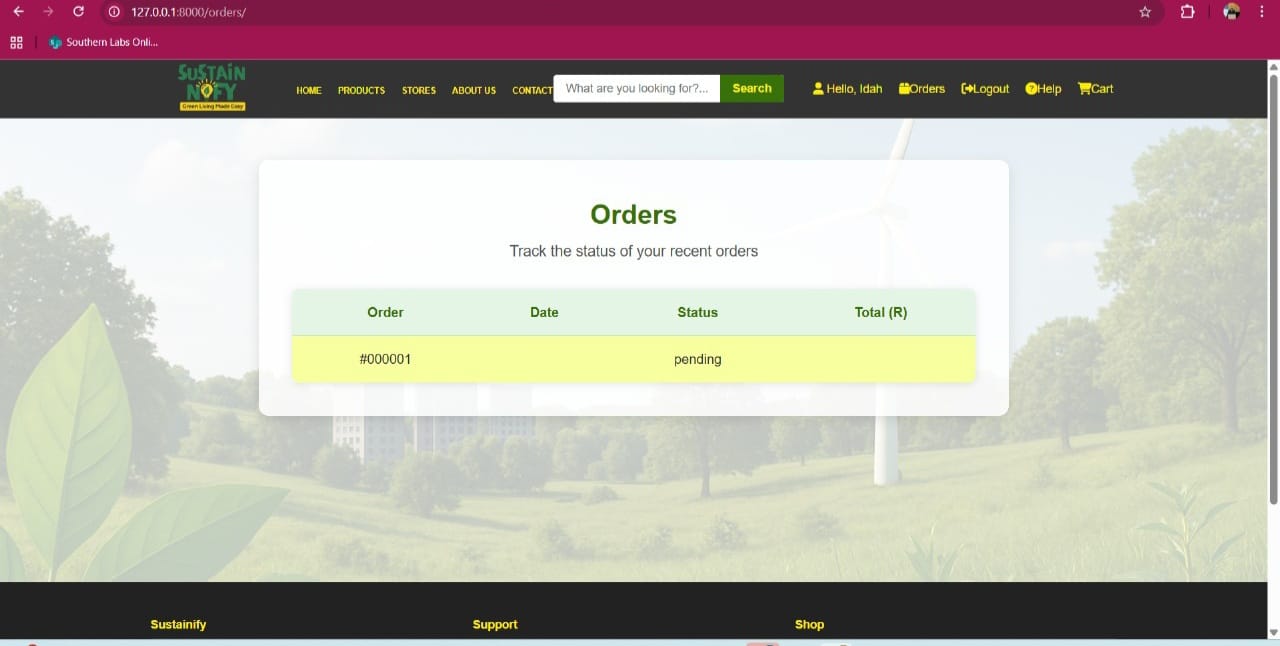 127.0.0.1:8000/orders/
Southern Labs Onli...
SUSTAIN
NOFY
Green Living Made Easy
HOME PRODUCTS STORES ABOUT US CONTACT What are you looking for?... Search Hello, Idah Orders Logout Help Cart
Orders
Track the status of your recent orders
Order Date Status Total (R)
#000001 pending
Sustainify Support Shop